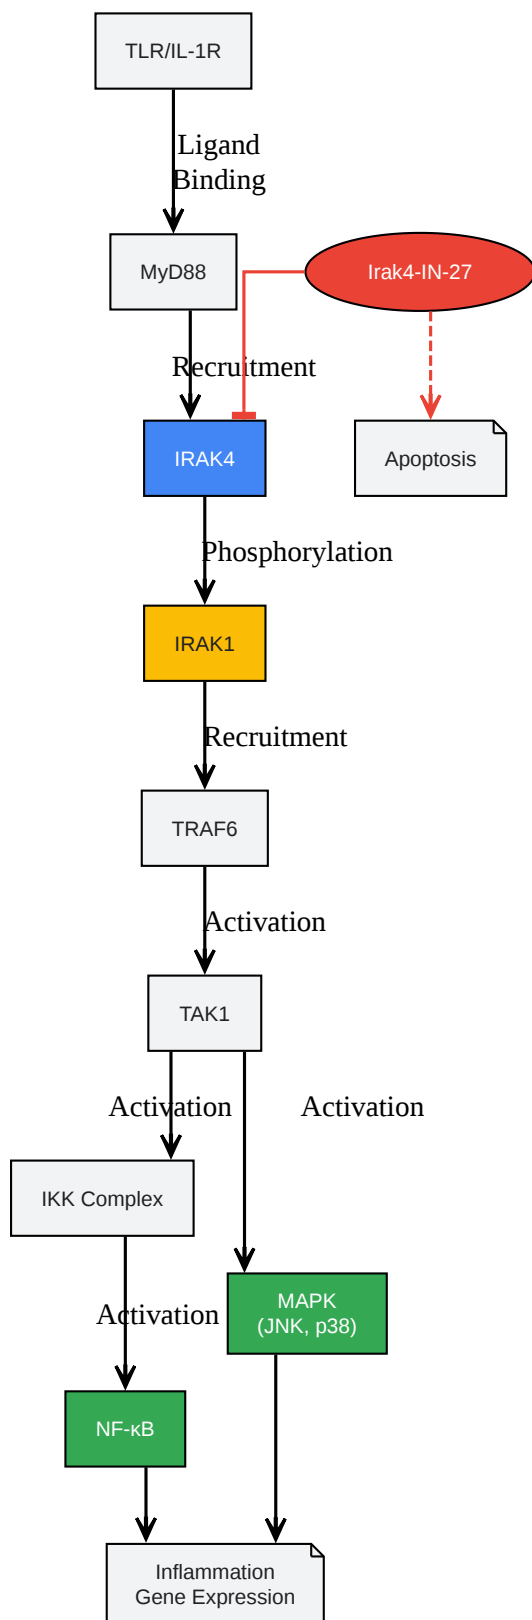 TLR/IL-1R
Ligand
Binding
MyD88
Irak4-IN-27
Recruitment
IRAK4
Apoptosis
Phosphorylation
IRAK1
Recruitment
TRAF6
Activation
TAK1
Activation
Activation
IKK Complex
MAPK
(JNK, p38)
Activation
NF-κB
Inflammation
Gene Expression